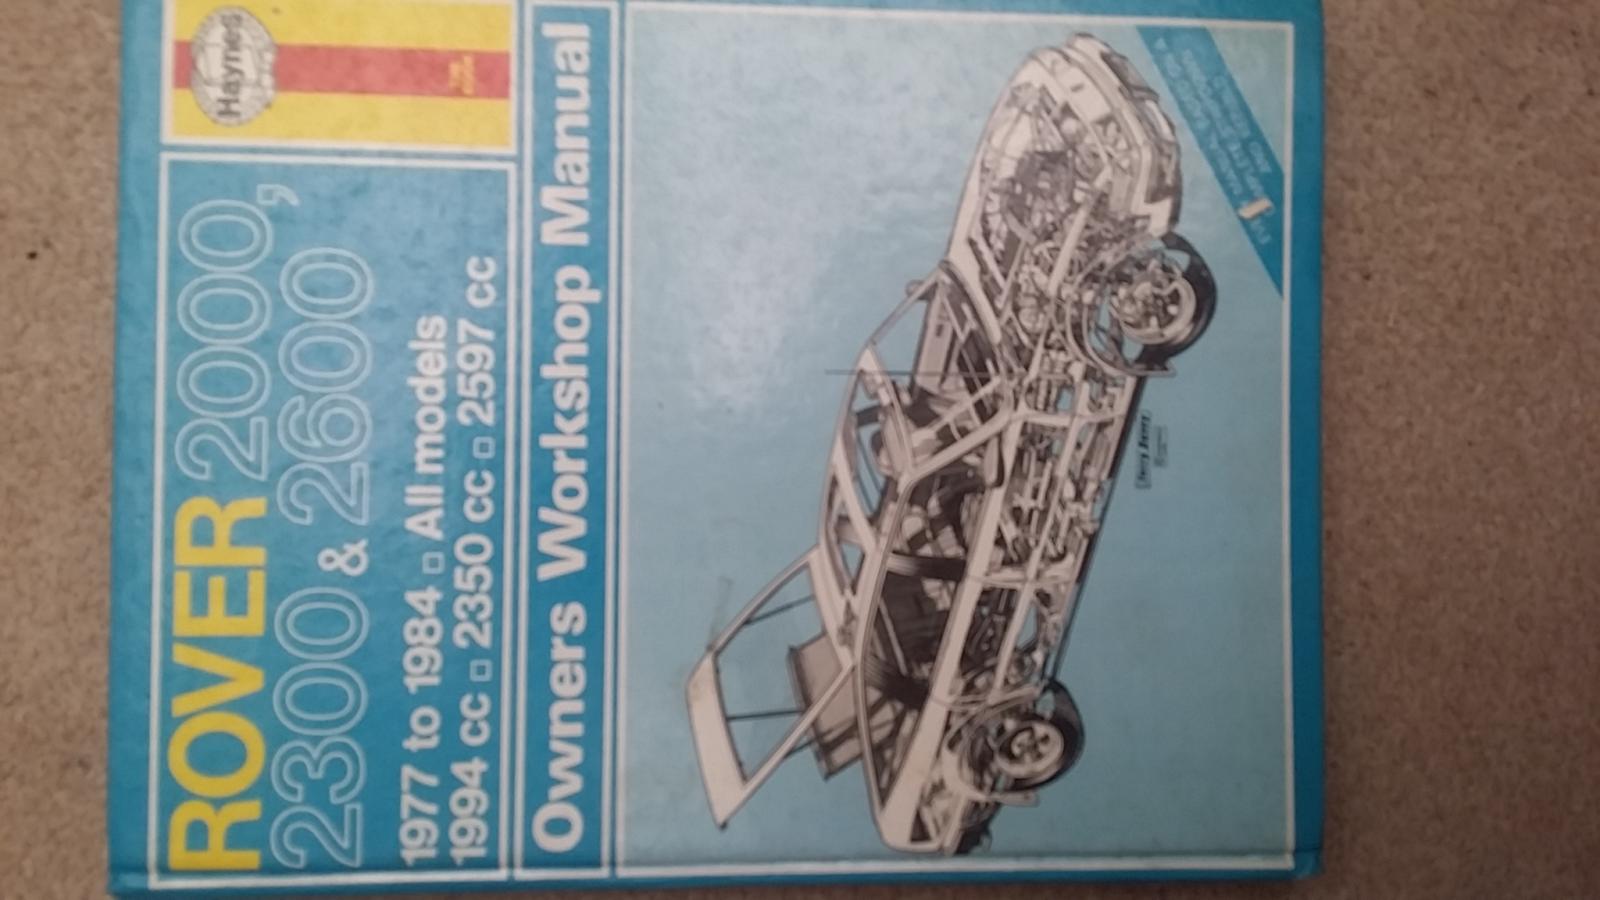 Haynes
ROVER 2000,
2300 & 2600
1977 to 1984 □ All models
1994 cc □ 2350 cc □ 2597 cc
Owners Workshop Manual